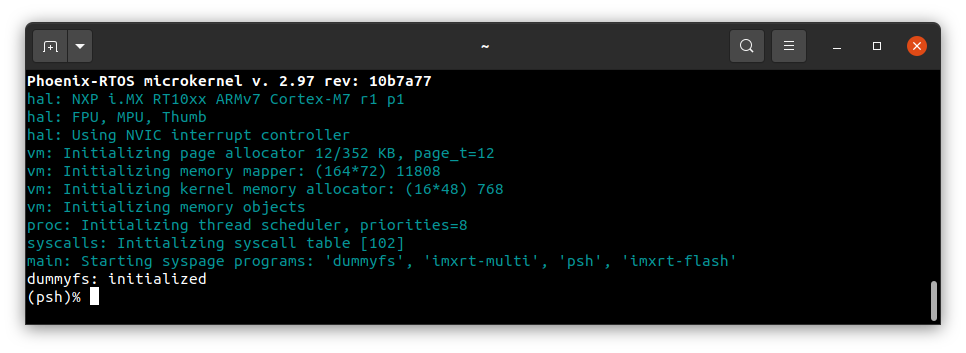 ~
Phoenix-RTOS microkernel v. 2.97 rev: 10b7a77
hal: NXP i.MX RT10xx ARMv7 Cortex-M7 r1 p1
hal: FPU, MPU, Thumb
hal: Using NVIC interrupt controller
vm: Initializing page allocator 12/352 KB, page_t=12
vm: Initializing memory mapper: (164*72) 11808
vm: Initializing kernel memory allocator: (16*48) 768
vm: Initializing memory objects
proc: Initializing thread scheduler, priorities=8
syscalls: Initializing syscall table [102]
main: Starting syspage programs: 'dummyfs', 'imxrt-multi', 'psh', 'imxrt-flash'
dummyfs: initialized
(psh)%